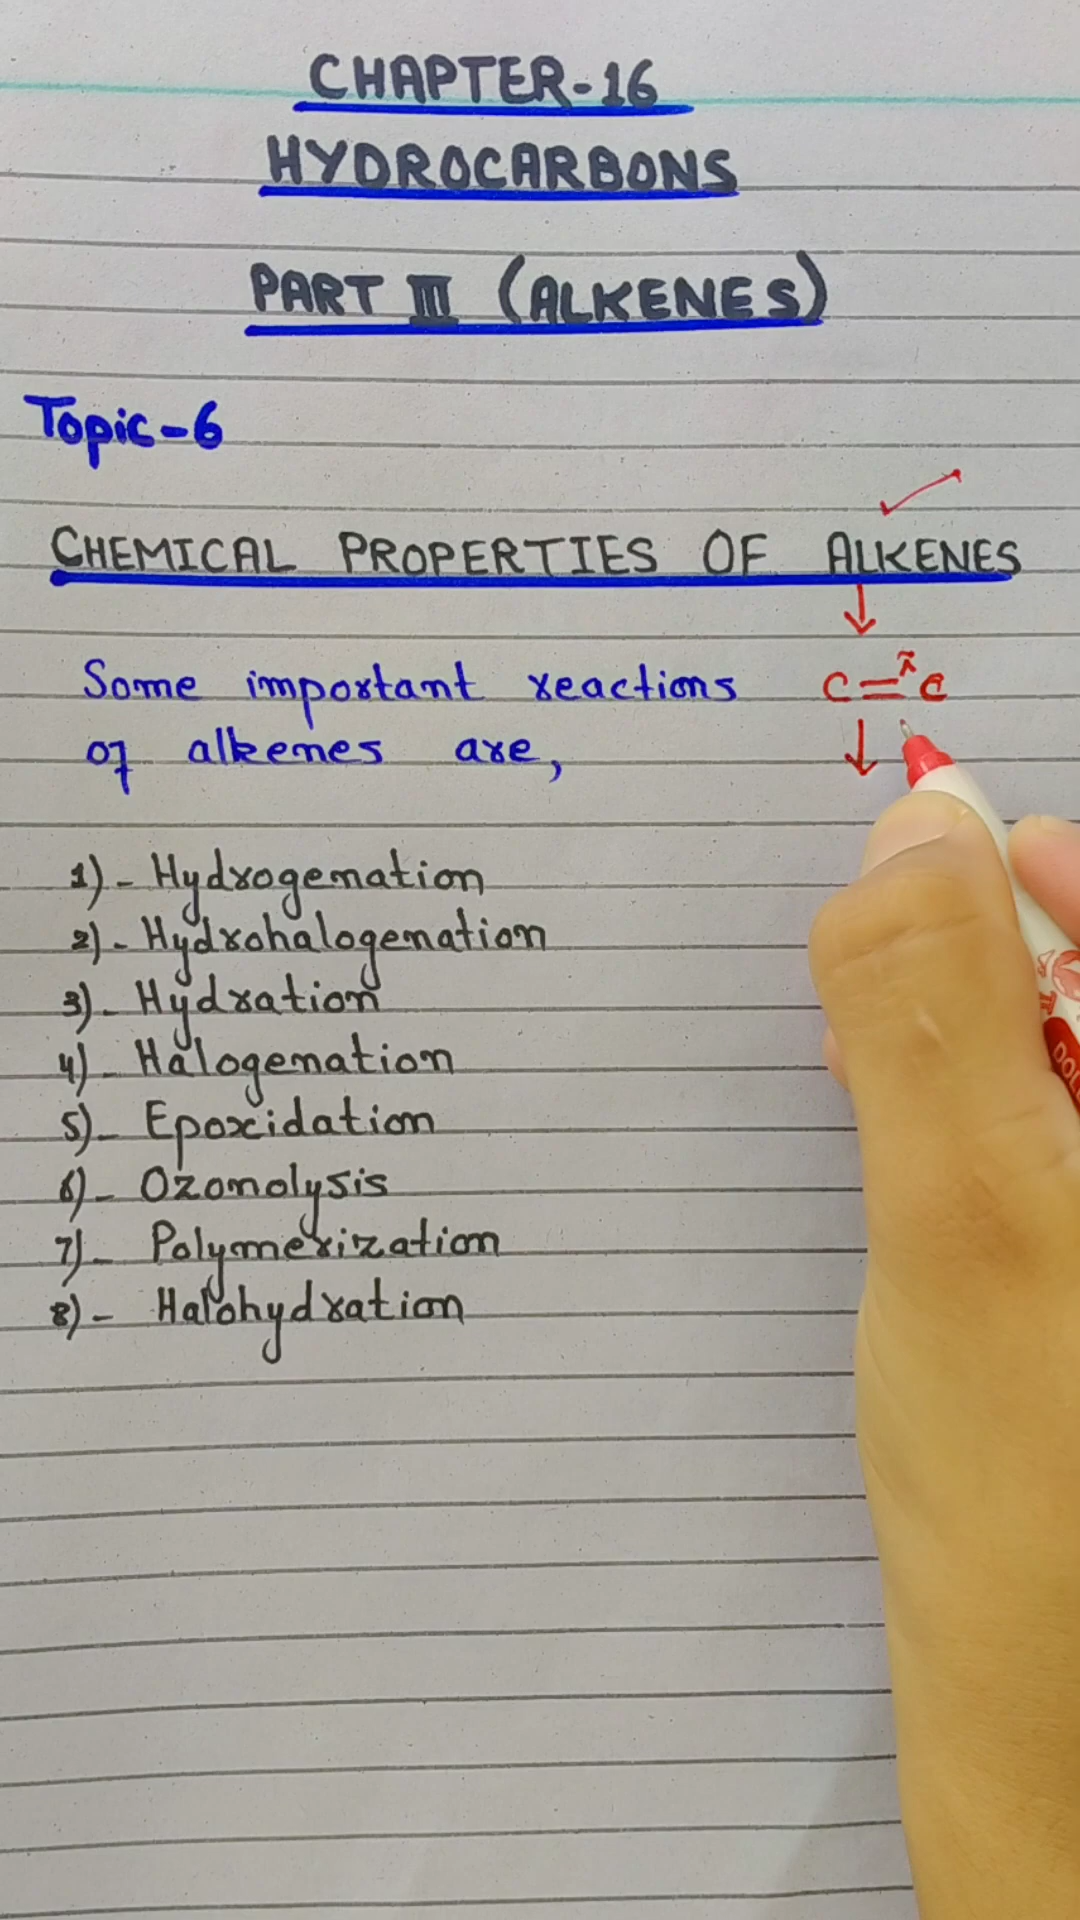 CHAPTER-16
HYDROCARBONS
PART III (ALKENES)
Topic-6
CHEMICAL PROPERTIES OF ALKENES
Some important reactions
of alkenes are,
C=C
π
1)- Hydrogenation
2)- Hydrohalogenation
3)- Hydration
4)- Halogenation
5)- Epoxidation
6)- Ozonolysis
7)- Polymerization
8)- Halohydration